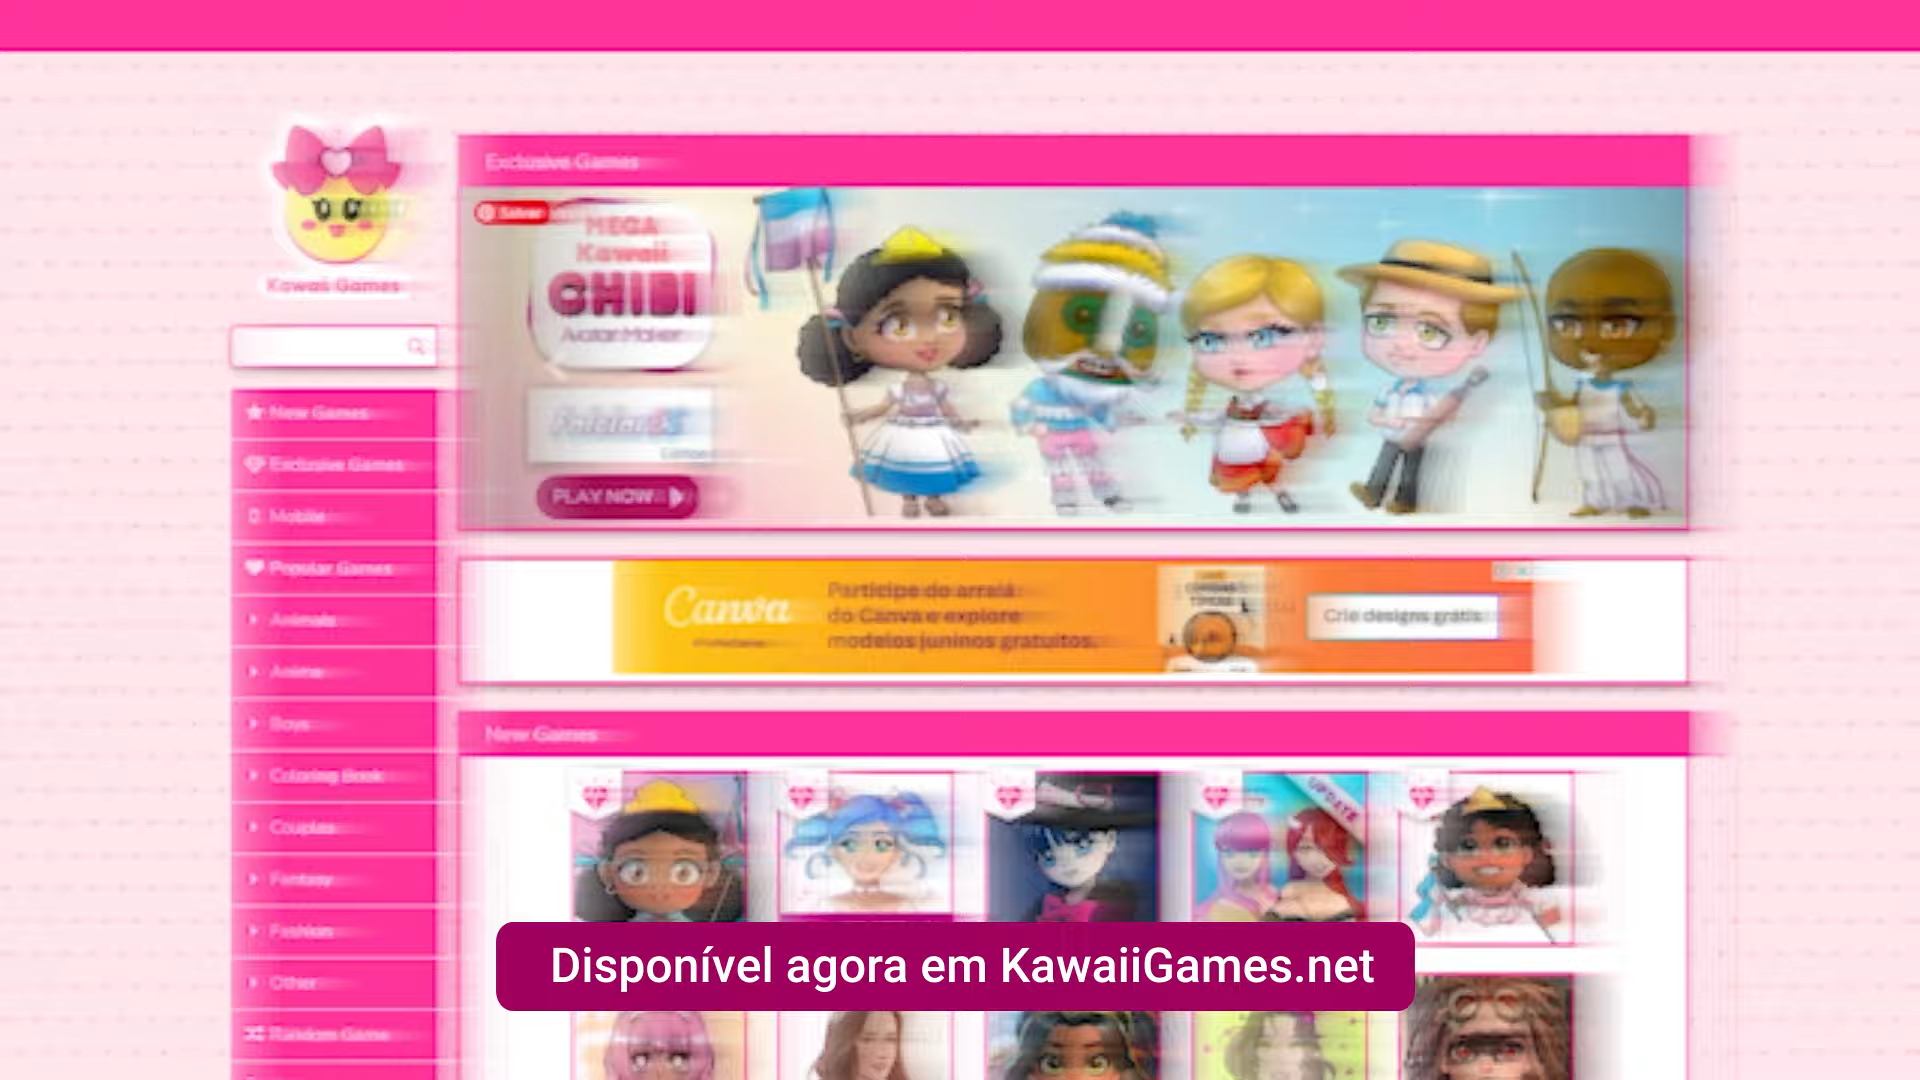 Exclusive Games
Salvar
MEGA
Kawaii
CHIBI
Avatar Maker
PLAY NOW
Kawaii Games
New Games
Exclusive Games
Mobile
Popular Games
Animals
Anime
Boys
Coloring Book
Couples
Fantasy
Fashion
Other
Random Game
Canva
Participe do arraiá
do Canva e explore
modelos juninos gratuitos.
Crie designs grátis
New Games
UPDATE
Disponível agora em KawaiiGames.net